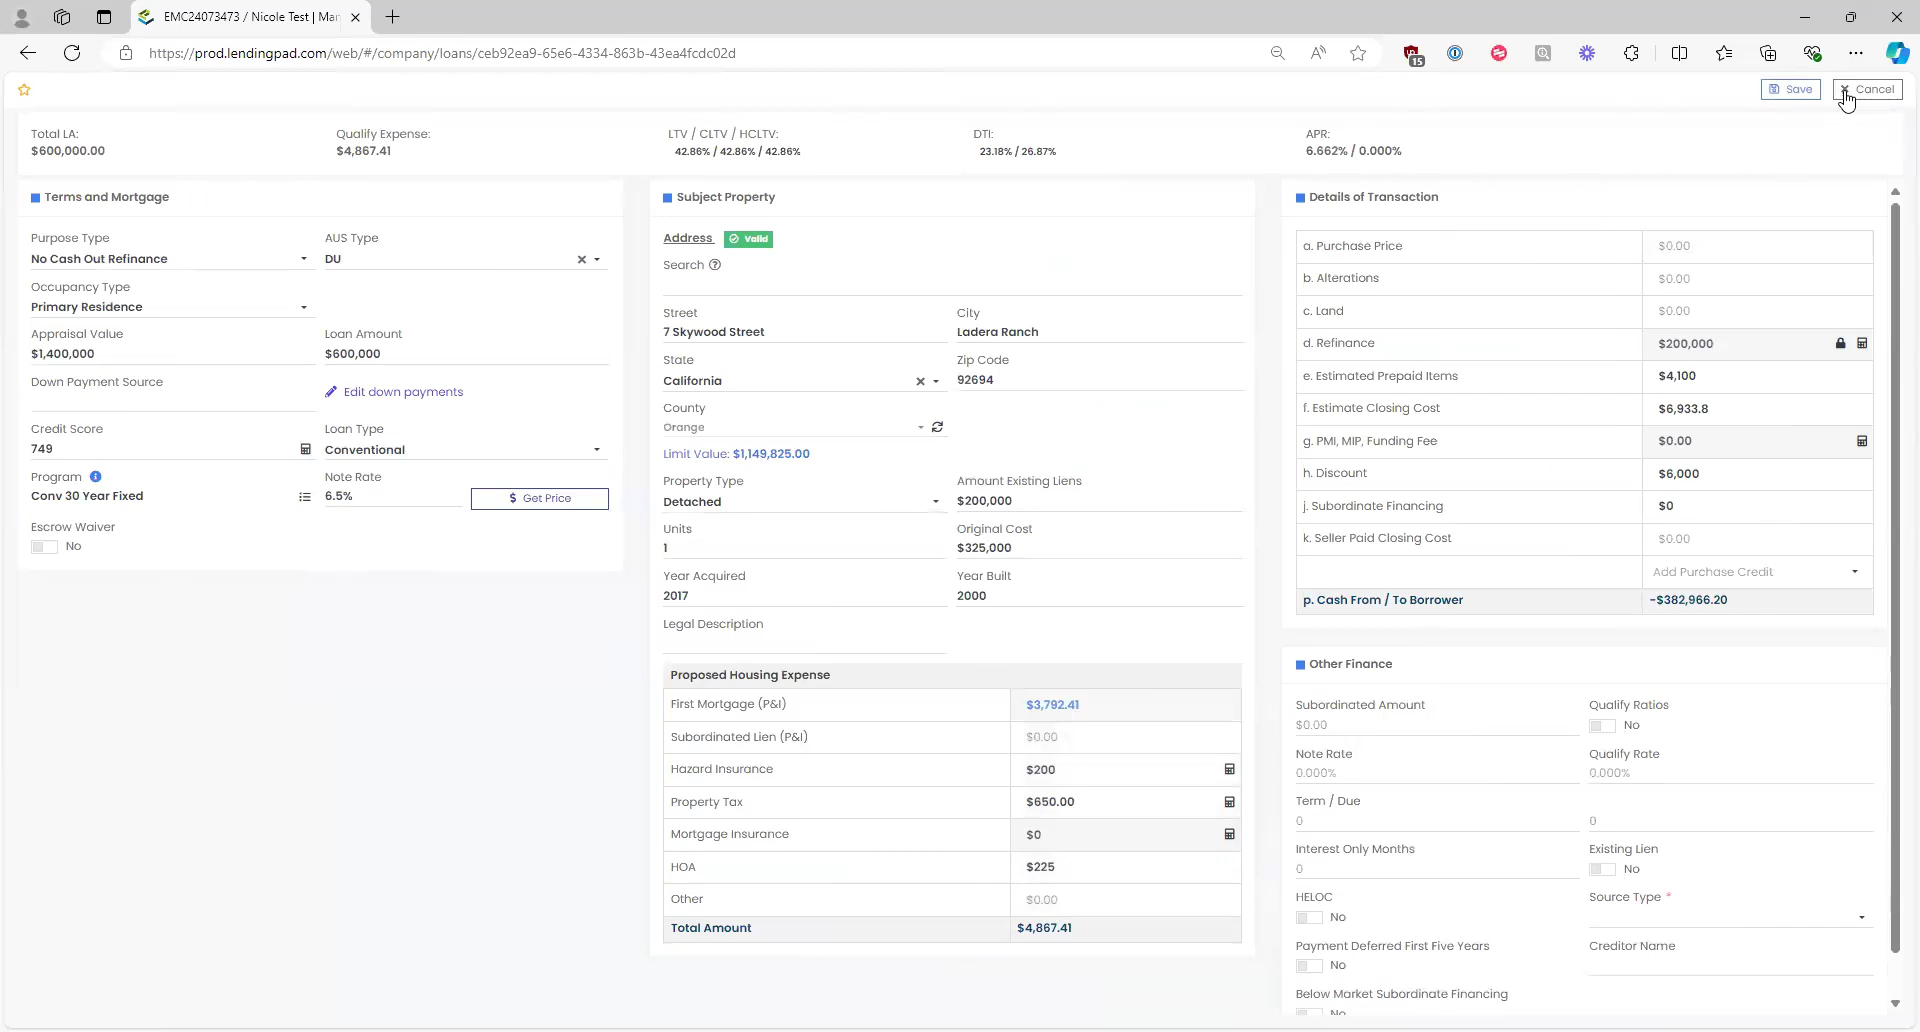 EMC24073473 / Nicole Test | Mar
https://prod.lendingpad.com/web/#/company/loans/ceb92ea9-65e6-4334-863b-43ea4fcdc02d
15
Save
Cancel
Total LA:
$600,000.00
Qualify Expense:
$4,867.41
LTV / CLTV / HCLTV:
42.86% / 42.86% / 42.86%
DTI:
23.18% / 26.87%
APR:
6.662% / 0.000%
Terms and Mortgage
Purpose Type
No Cash Out Refinance
AUS Type
DU
Occupancy Type
Primary Residence
Appraisal Value
$1,400,000
Loan Amount
$600,000
Down Payment Source
Edit down payments
Credit Score
749
Loan Type
Conventional
Program
Conv 30 Year Fixed
Note Rate
6.5%
$ Get Price
Escrow Waiver
No
Subject Property
Address
Valid
Search
Street
7 Skywood Street
City
Ladera Ranch
State
California
Zip Code
92694
County
Orange
Limit Value: $1,149,825.00
Property Type
Detached
Amount Existing Liens
$200,000
Units
1
Original Cost
$325,000
Year Acquired
2017
Year Built
2000
Legal Description
Proposed Housing Expense
First Mortgage (P&I) $3,792.41
Subordinated Lien (P&I) $0.00
Hazard Insurance $200
Property Tax $650.00
Mortgage Insurance $0
HOA $225
Other $0.00
Total Amount $4,867.41
Details of Transaction
a. Purchase Price $0.00
b. Alterations $0.00
c. Land $0.00
d. Refinance $200,000
e. Estimated Prepaid Items $4,100
f. Estimate Closing Cost $6,933.8
g. PMI, MIP, Funding Fee $0.00
h. Discount $6,000
j. Subordinate Financing $0
k. Seller Paid Closing Cost $0.00
Add Purchase Credit
p. Cash From / To Borrower -$382,966.20
Other Finance
Subordinated Amount
$0.00
Qualify Ratios
No
Note Rate
0.000%
Qualify Rate
0.000%
Term / Due
0
0
Interest Only Months
0
Existing Lien
No
HELOC
No
Source Type *
Payment Deferred First Five Years
No
Creditor Name
Below Market Subordinate Financing
No